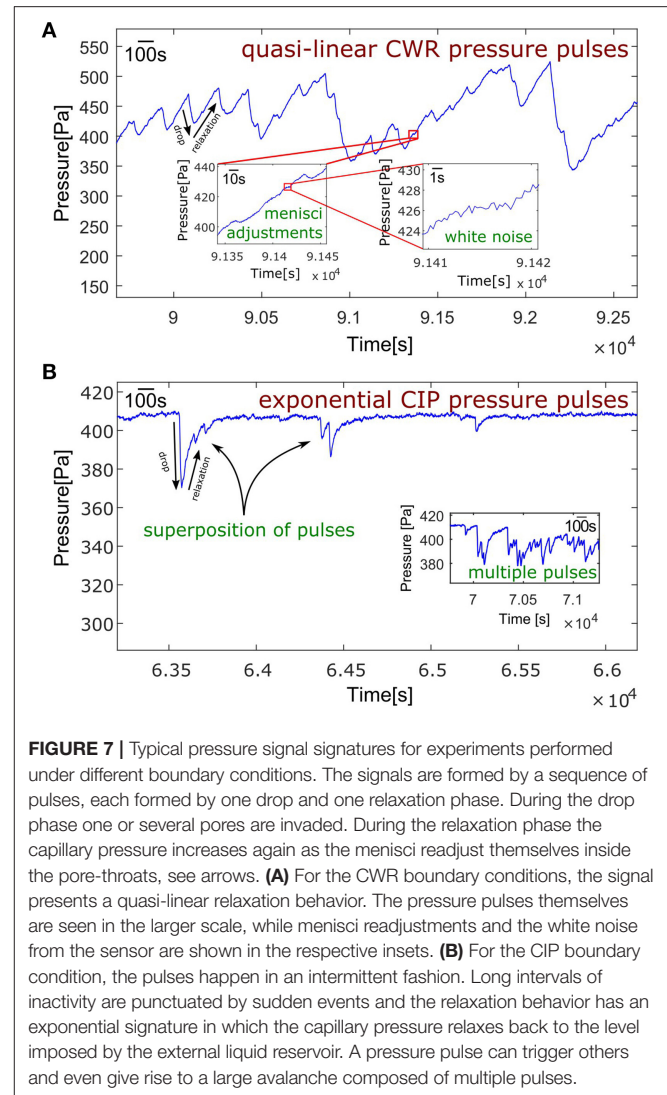 A
100s
quasi-linear CWR pressure pulses
Pressure[Pa]
550
500
450
400
350
300
250
200
150
drop
relaxation
440
420
400
Pressure[Pa]
10s
menisci
adjustments
9.135
9.14
9.145
Time[s]
× 10⁴
430
428
426
424
Pressure[Pa]
1s
white noise
9.141
9.142
Time[s]
× 10⁴
9
9.05
9.1
9.15
9.2
9.25
Time[s]
×10⁴
B
100s
exponential CIP pressure pulses
Pressure[Pa]
420
400
380
360
340
320
300
drop
relaxation
superposition of pulses
Pressure [Pa]
420
400
380
100s
multiple pulses
7
7.05
7.1
Time [s]
× 10⁴
6.35
6.4
6.45
6.5
6.55
6.6
Time[s]
× 10⁴
FIGURE 7 | Typical pressure signal signatures for experiments performed
under different boundary conditions. The signals are formed by a sequence of
pulses, each formed by one drop and one relaxation phase. During the drop
phase one or several pores are invaded. During the relaxation phase the
capillary pressure increases again as the menisci readjust themselves inside
the pore-throats, see arrows. (A) For the CWR boundary conditions, the signal
presents a quasi-linear relaxation behavior. The pressure pulses themselves
are seen in the larger scale, while menisci readjustments and the white noise
from the sensor are shown in the respective insets. (B) For the CIP boundary
condition, the pulses happen in an intermittent fashion. Long intervals of
inactivity are punctuated by sudden events and the relaxation behavior has an
exponential signature in which the capillary pressure relaxes back to the level
imposed by the external liquid reservoir. A pressure pulse can trigger others
and even give rise to a large avalanche composed of multiple pulses.